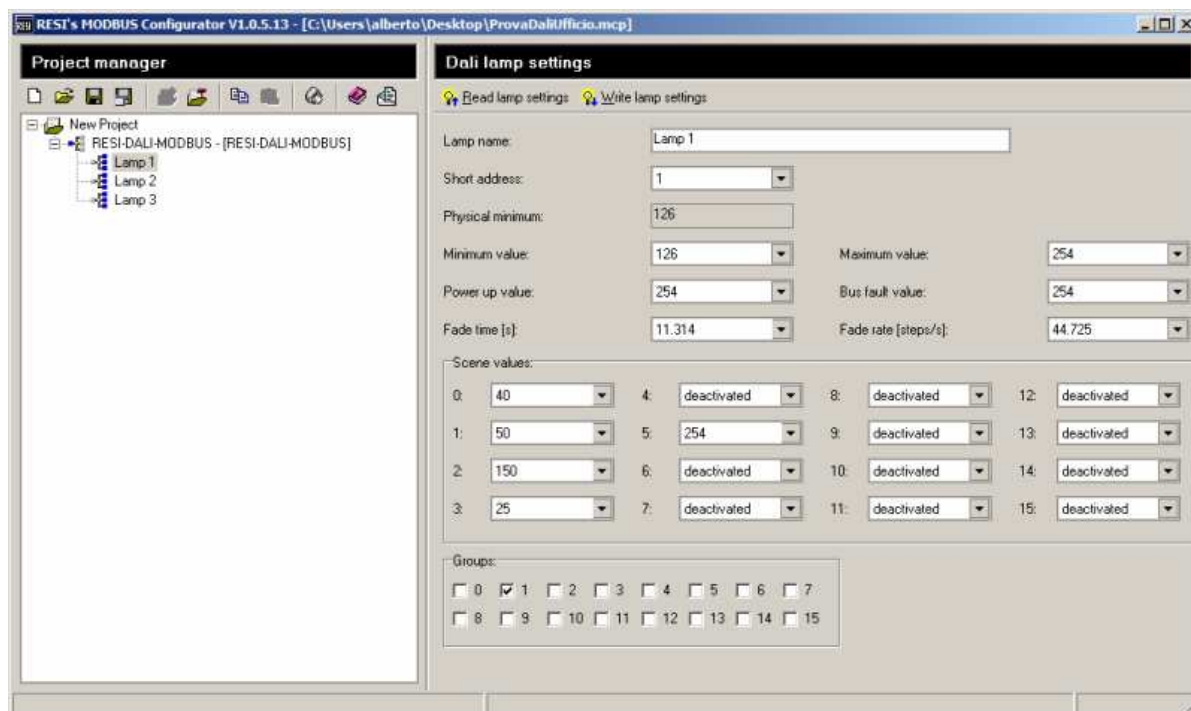 RESI's MODBUS Configurator V1.0.5.13 - [C:\Users\alberto\Desktop\ProvaDaliUfficio.mcp]
Project manager
New Project
RESI-DALI-MODBUS - [RESI-DALI-MODBUS]
Lamp 1
Lamp 2
Lamp 3
Dali lamp settings
Read lamp settings Write lamp settings
Lamp name: Lamp 1
Short address: 1
Physical minimum: 126
Minimum value: 126 Maximum value: 254
Power up value: 254 Bus fault value: 254
Fade time [s]: 11.314 Fade rate [steps/s]: 44.725
Scene values:
0: 40 4: deactivated 8: deactivated 12: deactivated
1: 50 5: 254 9: deactivated 13: deactivated
2: 150 6: deactivated 10: deactivated 14: deactivated
3: 25 7: deactivated 11: deactivated 15: deactivated
Groups:
0 1 2 3 4 5 6 7
8 9 10 11 12 13 14 15